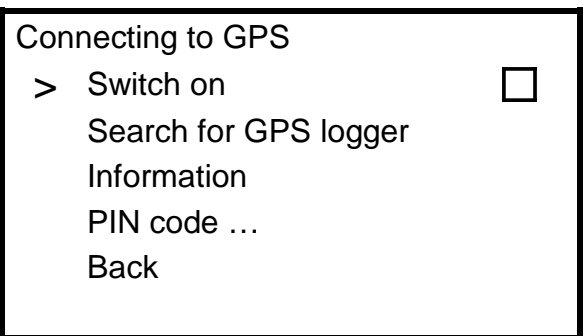 Connecting to GPS
> Switch on ☐
Search for GPS logger
Information
PIN code …
Back